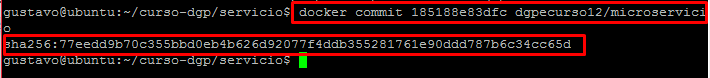 gustavo@ubuntu:~/curso-dgp/servicio$ docker commit 185188e83dfc dgpecurso12/microservici
o
sha256:77eedd9b70c355bbd0eb4b626d92077f4ddb355281761e90ddd787b6c34cc65d
gustavo@ubuntu:~/curso-dgp/servicio$